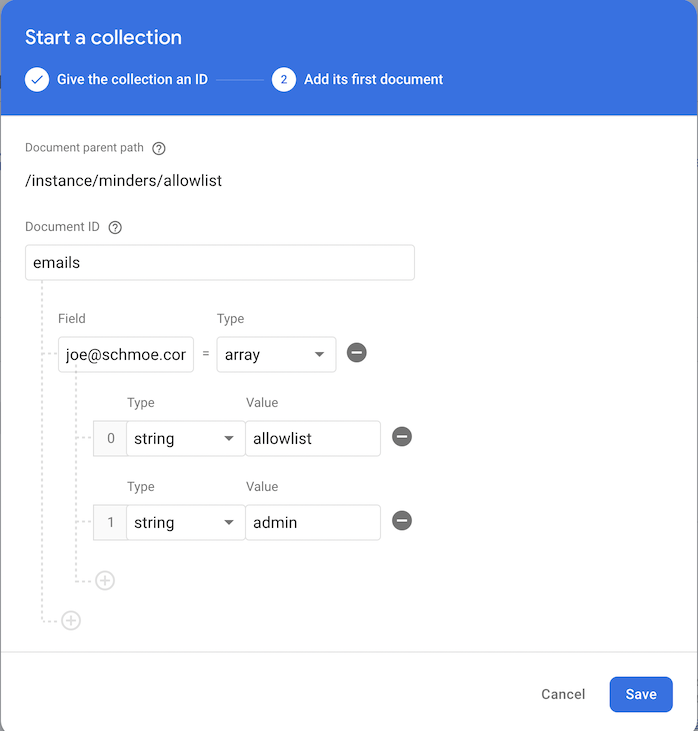 Start a collection
Give the collection an ID
2 Add its first document
Document parent path
/instance/minders/allowlist
Document ID
emails
Field Type
joe@schmoe.cor = array
Type Value
0 string allowlist
Type Value
1 string admin
Cancel Save